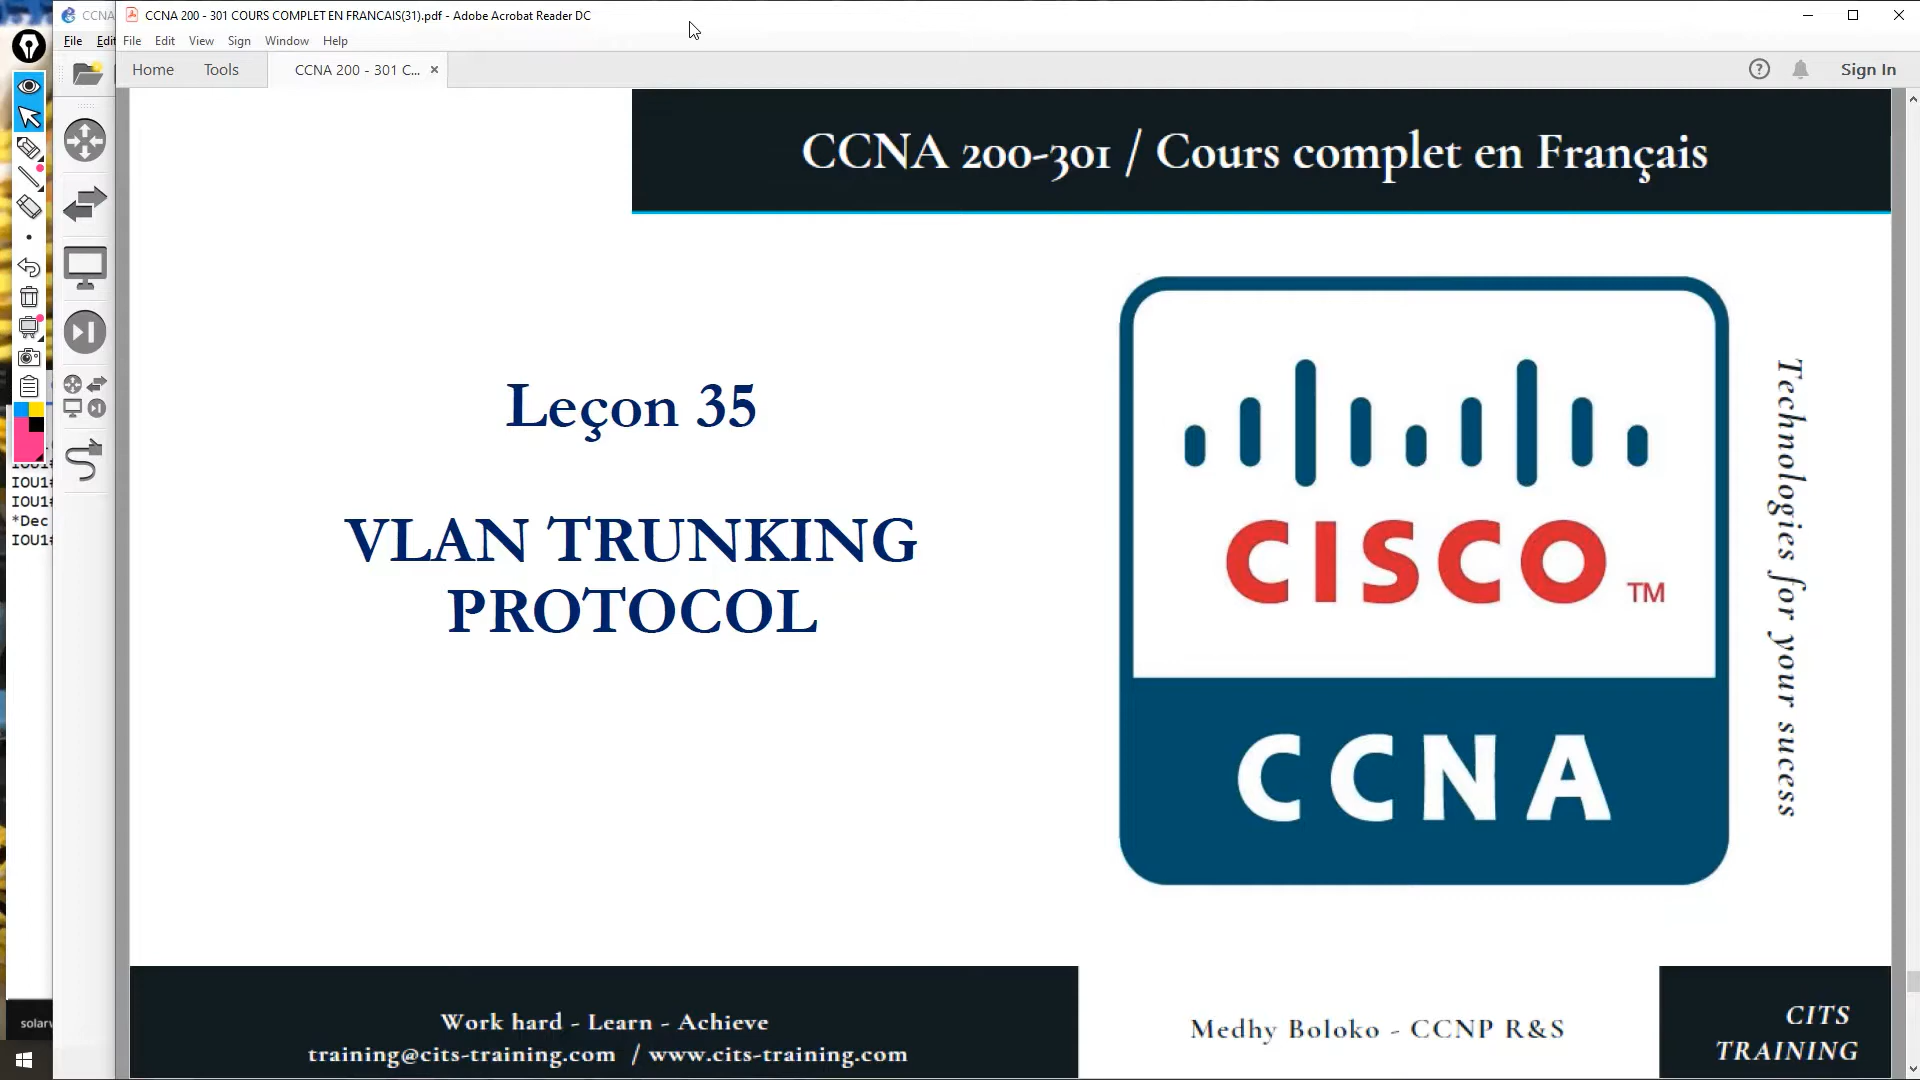 CCNA
CCNA 200 - 301 COURS COMPLET EN FRANCAIS(31).pdf - Adobe Acrobat Reader DC
File Edit
File Edit View Sign Window Help
Home Tools CCNA 200 - 301 C... ×
Sign In
CCNA 200-301 / Cours complet en Français
Leçon 35
VLAN TRUNKING
PROTOCOL
CISCO TM
CCNA
Technologies for your sucess
IOU1#
IOU1#
IOU1#
*Dec
IOU1#
solarw
Work hard - Learn - Achieve
training@cits-training.com / www.cits-training.com
Medhy Boloko - CCNP R&S
CITS
TRAINING